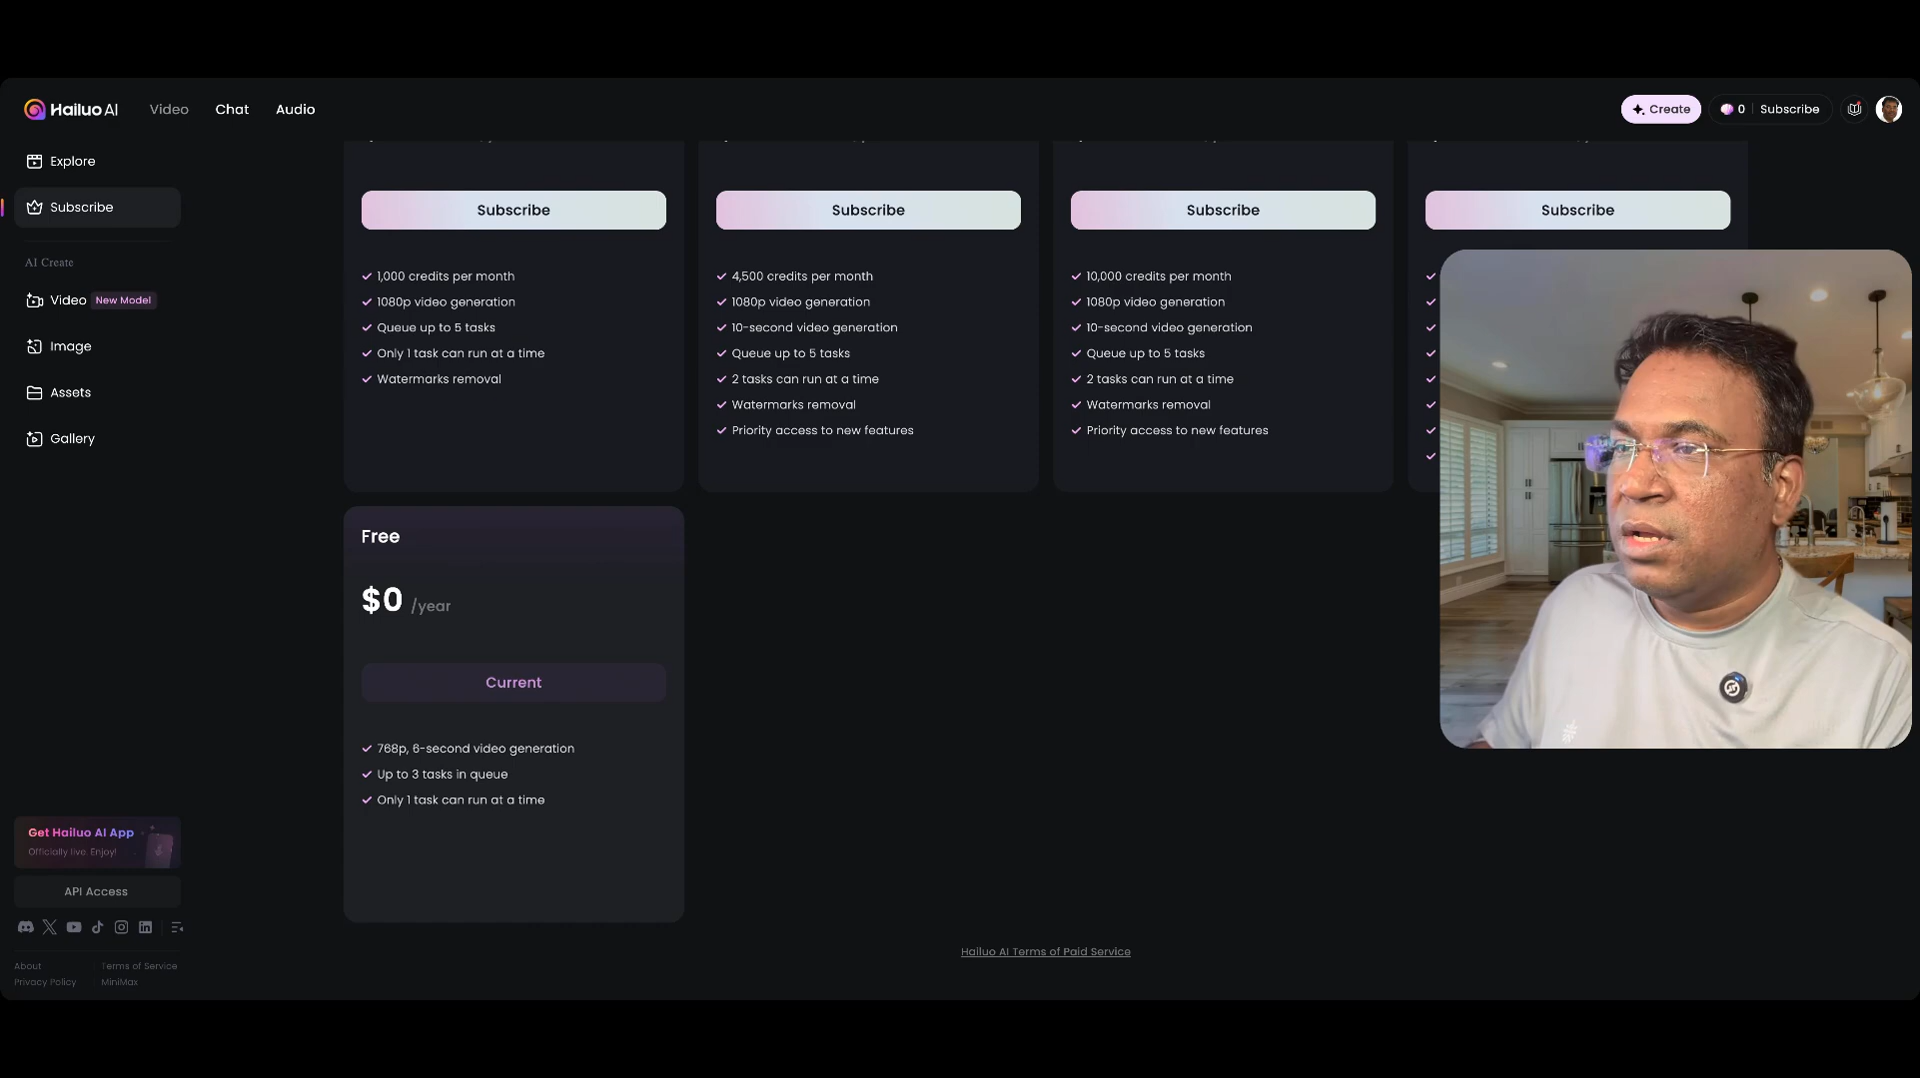 Hailuo AI
Video
Chat
Audio
Create
0
Subscribe
Explore
Subscribe
AI Create
Video
New Model
Image
Assets
Gallery
Subscribe
1,000 credits per month
1080p video generation
Queue up to 5 tasks
Only 1 task can run at a time
Watermarks removal
Subscribe
4,500 credits per month
1080p video generation
10-second video generation
Queue up to 5 tasks
2 tasks can run at a time
Watermarks removal
Priority access to new features
Subscribe
10,000 credits per month
1080p video generation
10-second video generation
Queue up to 5 tasks
2 tasks can run at a time
Watermarks removal
Priority access to new features
Subscribe
Free
$0 /year
Current
768p, 6-second video generation
Up to 3 tasks in queue
Only 1 task can run at a time
Get Hailuo AI App
Officially live. Enjoy!
API Access
About
Terms of Service
Privacy Policy
MiniMax
Hailuo AI Terms of Paid Service